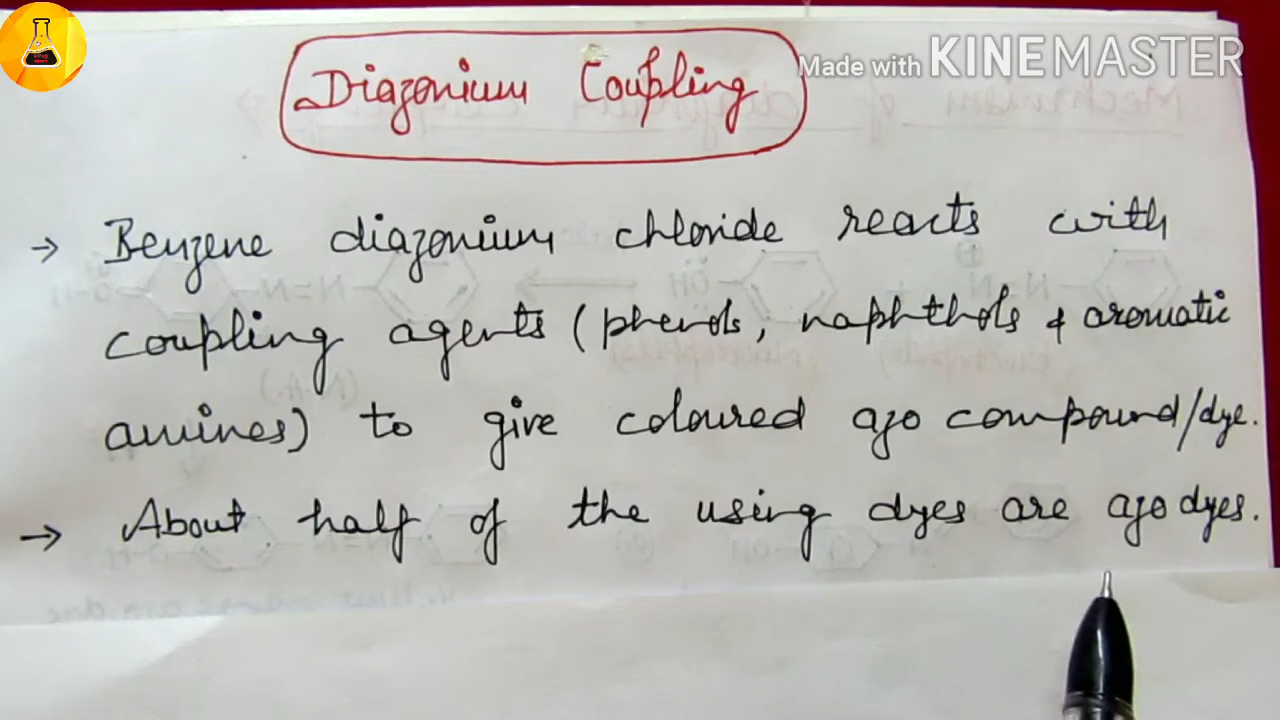 Diazonium Coupling
Made with KINEMASTER
→ Benzene diazonium chloride reacts with
coupling agents (phenols, naphthols & aromatic
amines) to give coloured azo compound/dye.
→ About half of the using dyes are azo dyes.